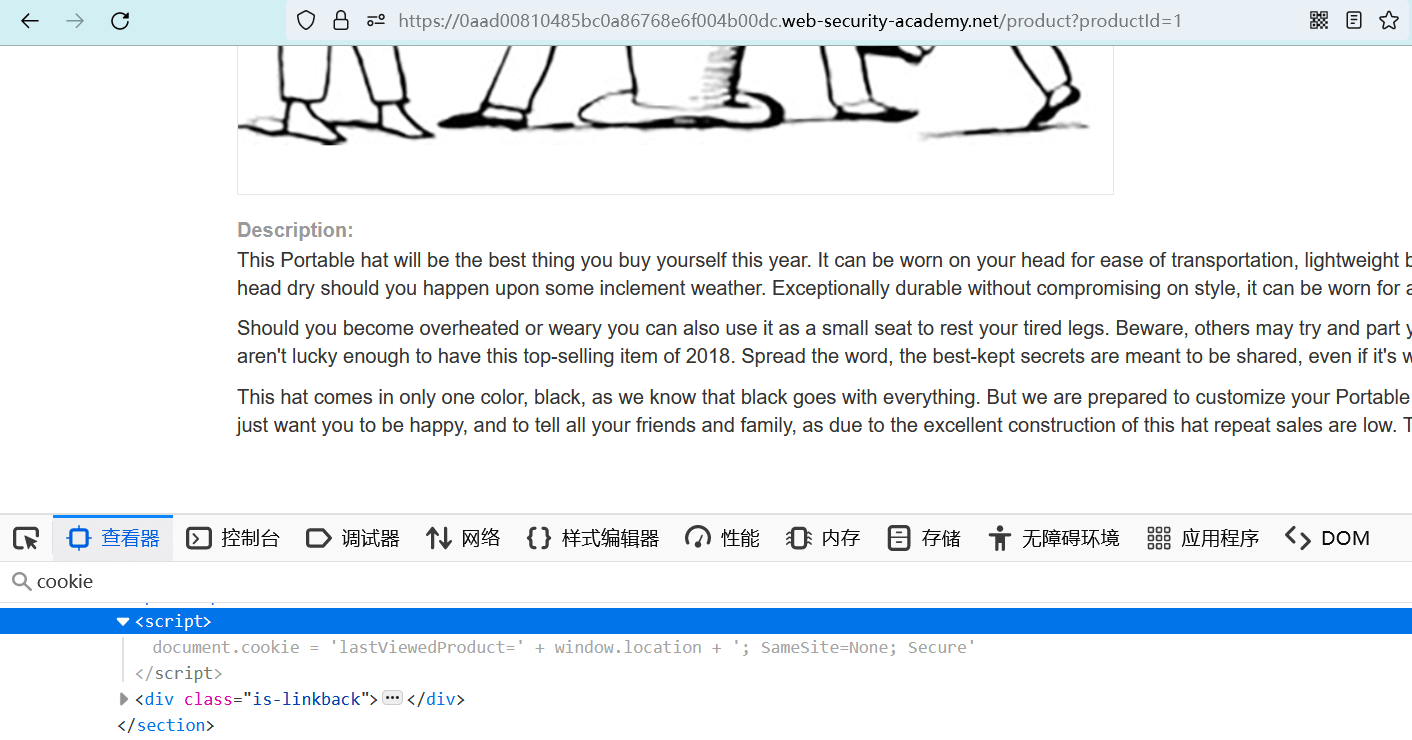 https://0aad00810485bc0a86768e6f004b00dc.web-security-academy.net/product?productId=1
Description:
This Portable hat will be the best thing you buy yourself this year. It can be worn on your head for ease of transportation, lightweight
head dry should you happen upon some inclement weather. Exceptionally durable without compromising on style, it can be worn for
Should you become overheated or weary you can also use it as a small seat to rest your tired legs. Beware, others may try and part
aren't lucky enough to have this top-selling item of 2018. Spread the word, the best-kept secrets are meant to be shared, even if it's
This hat comes in only one color, black, as we know that black goes with everything. But we are prepared to customize your Portable
just want you to be happy, and to tell all your friends and family, as due to the excellent construction of this hat repeat sales are low.
查看器 控制台 调试器 网络 {} 样式编辑器 性能 内存 存储 无障碍环境 应用程序 DOM
cookie
<script>
document.cookie = 'lastViewedProduct=' + window.location + '; SameSite=None; Secure'
</script>
<div class="is-linkback">⋯</div>
</section>